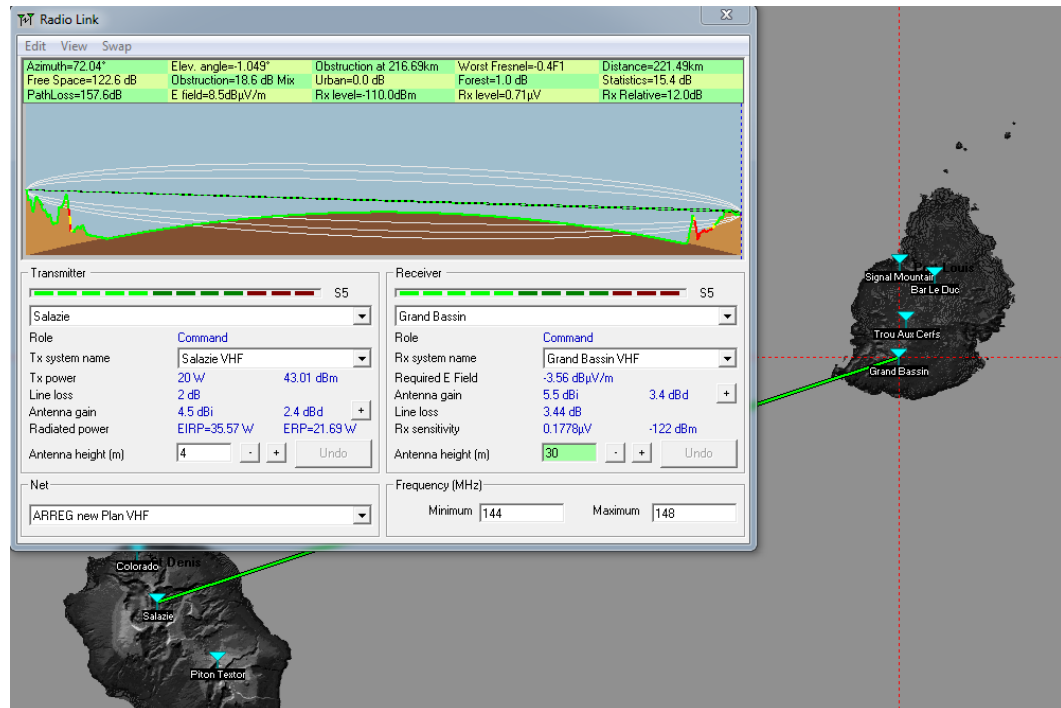 Radio Link
Edit View Swap
Azimuth=72.04° Elev. angle=-1.049° Obstruction at 216.69km Worst Fresnel=-0.4F1 Distance=221.49km
Free Space=122.6 dB Obstruction=18.6 dB Mix Urban=0.0 dB Forest=1.0 dB Statistics=15.4 dB
PathLoss=157.6dB E field=8.5dBµV/m Rx level=-110.0dBm Rx level=0.71µV Rx Relative=12.0dB
Transmitter
S5
Salazie
Role Command
Tx system name Salazie VHF
Tx power 20 W 43.01 dBm
Line loss 2 dB
Antenna gain 4.5 dBi 2.4 dBd +
Radiated power EIRP=35.57 W ERP=21.69 W
Antenna height (m) 4 - + Undo
Net
ARREG new Plan VHF
Receiver
S5
Grand Bassin
Role Command
Rx system name Grand Bassin VHF
Required E Field -3.56 dBµV/m
Antenna gain 5.5 dBi 3.4 dBd +
Line loss 3.44 dB
Rx sensitivity 0.1778µV -122 dBm
Antenna height (m) 30 - + Undo
Frequency (MHz)
Minimum 144 Maximum 148
Port Louis
Signal Mountain
Bar Le Duc
Trou Aux Cerfs
Grand Bassin
St Denis
Colorado
Salazie
Piton Textor